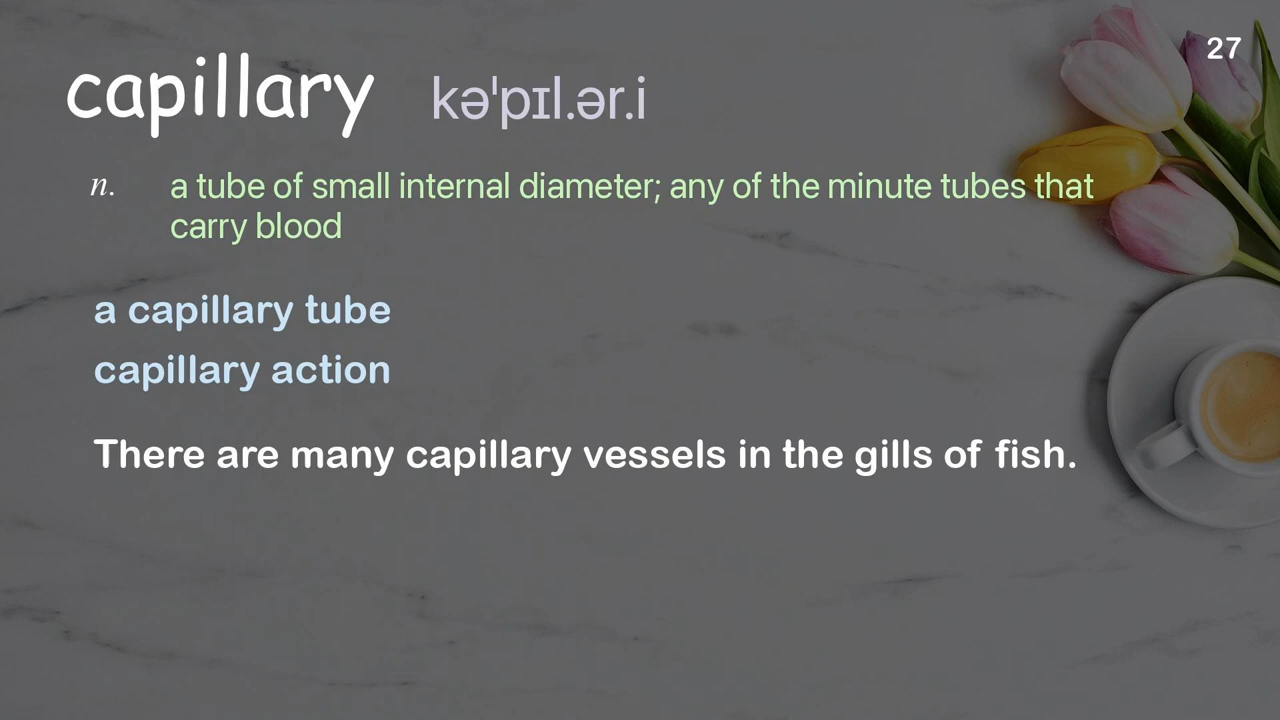 27
capillary kəˈpɪl.ər.i
n. a tube of small internal diameter; any of the minute tubes that
carry blood
a capillary tube
capillary action
There are many capillary vessels in the gills of fish.